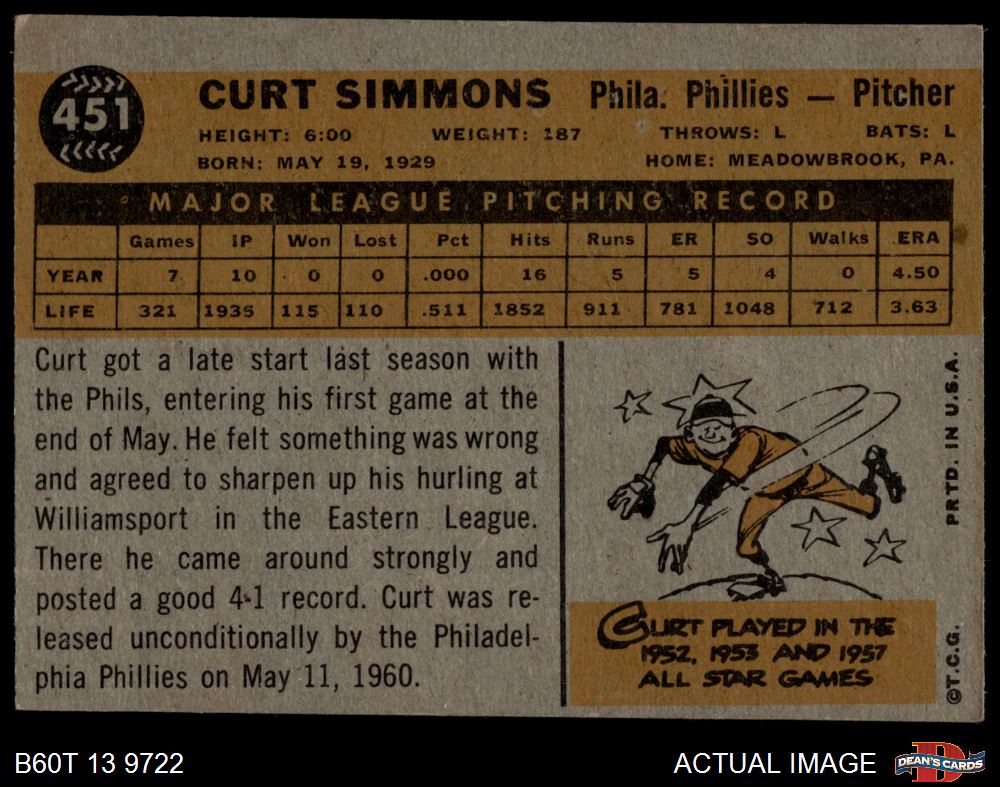 451
CURT SIMMONS Phila. Phillies — Pitcher
HEIGHT: 6:00 WEIGHT: 187 THROWS: L BATS: L
BORN: MAY 19, 1929 HOME: MEADOWBROOK, PA.
MAJOR LEAGUE PITCHING RECORD
Games IP Won Lost Pct Hits Runs ER SO Walks ERA
YEAR 7 10 0 0 .000 16 5 5 4 0 4.50
LIFE 321 1935 115 110 .511 1852 911 781 1048 712 3.63
Curt got a late start last season with
the Phils, entering his first game at the
end of May. He felt something was wrong
and agreed to sharpen up his hurling at
Williamsport in the Eastern League.
There he came around strongly and
posted a good 4-1 record. Curt was re-
leased unconditionally by the Philadel-
phia Phillies on May 11, 1960.
CURT PLAYED IN THE
1952, 1953 AND 1957
ALL STAR GAMES
©T.C.G. PRTD. IN U.S.A.
B60T 13 9722 ACTUAL IMAGE
DEAN'S CARDS